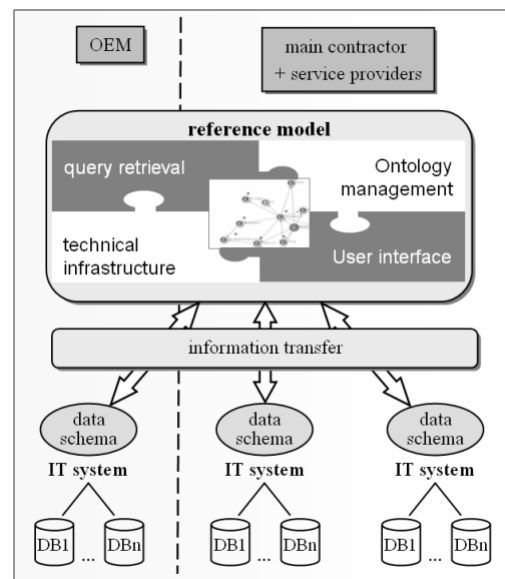 OEM
main contractor
+ service providers
reference model
query retrieval
Ontology
management
technical
infrastructure
User interface
information transfer
data
schema
data
schema
data
schema
IT system
IT system
IT system
DB1 ... DBn
DB1 ... DBn
DB1 ... DBn